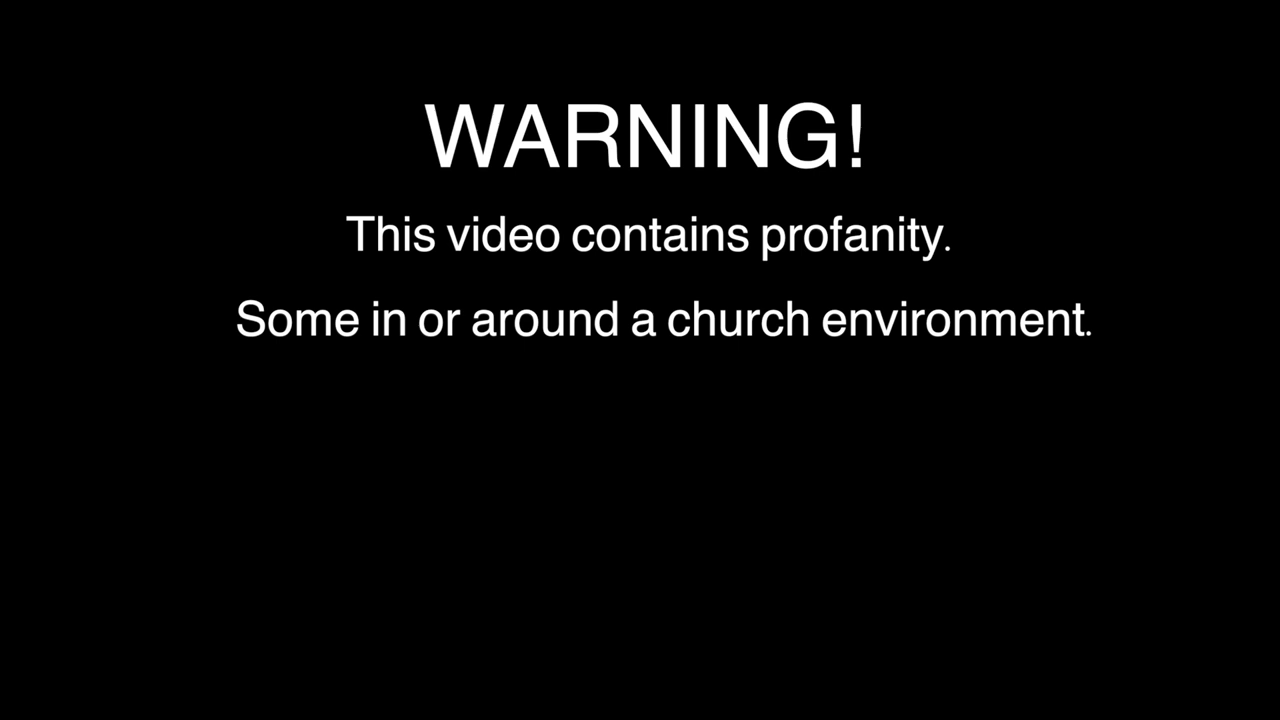 WARNING!
This video contains profanity.
Some in or around a church environment.